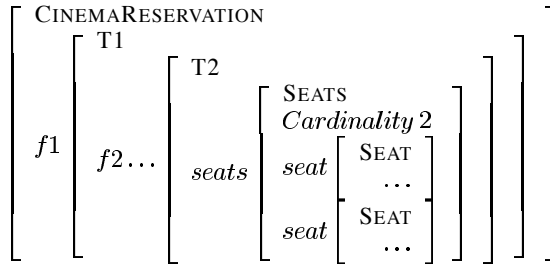 CINEMARESERVATION
T1
T2
SEATS
Cardinality 2
f1 f2... seats seat SEAT
...
seat SEAT
...